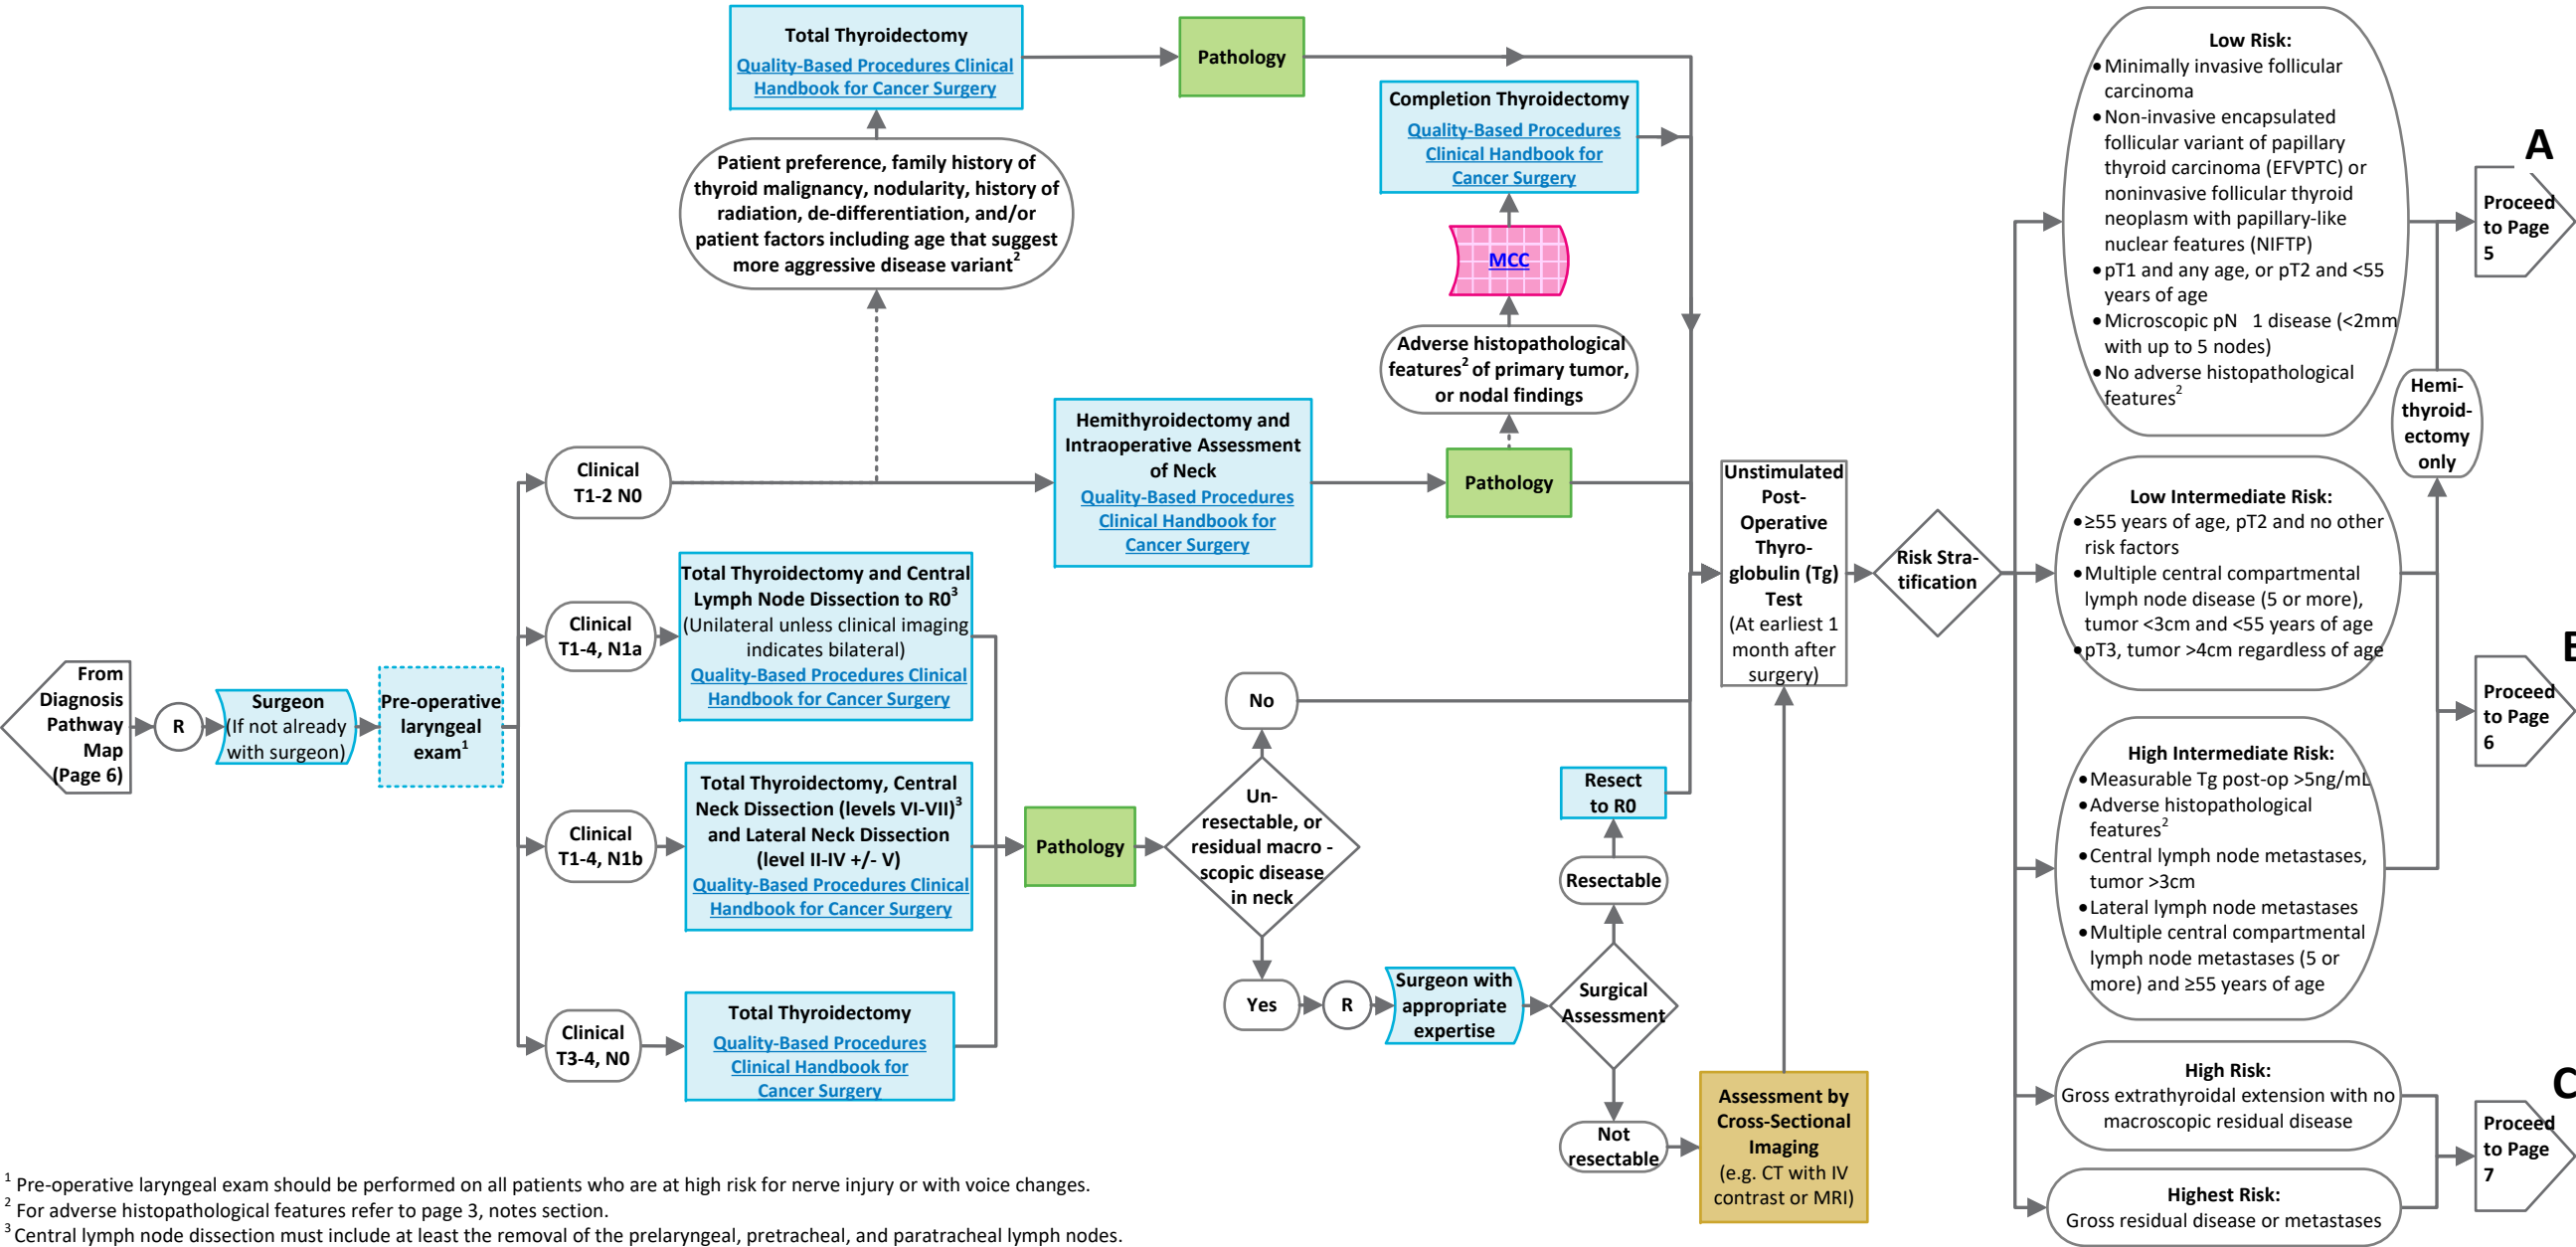 Total Thyroidectomy
Quality-Based Procedures Clinical
Handbook for Cancer Surgery
Pathology
Patient preference, family history of
thyroid malignancy, nodularity, history of
radiation, de-differentiation, and/or
patient factors including age that suggest
more aggressive disease variant2
Completion Thyroidectomy
Quality-Based Procedures
Clinical Handbook for
Cancer Surgery
MCC
Adverse histopathological
features2 of primary tumor,
or nodal findings
From
Diagnosis
Pathway
Map
(Page 6)
R
Surgeon
(If not already
with surgeon)
Pre-operative
laryngeal
exam1
Clinical
T1-2 N0
Hemithyroidectomy and
Intraoperative Assessment
of Neck
Quality-Based Procedures
Clinical Handbook for
Cancer Surgery
Pathology
Clinical
T1-4, N1a
Total Thyroidectomy and Central
Lymph Node Dissection to R03
(Unilateral unless clinical imaging
indicates bilateral)
Quality-Based Procedures Clinical
Handbook for Cancer Surgery
Clinical
T1-4, N1b
Total Thyroidectomy, Central
Neck Dissection (levels VI-VII)3
and Lateral Neck Dissection
(level II-IV +/- V)
Quality-Based Procedures Clinical
Handbook for Cancer Surgery
Clinical
T3-4, N0
Total Thyroidectomy
Quality-Based Procedures
Clinical Handbook for
Cancer Surgery
Pathology
Un-
resectable, or
residual macro -
scopic disease
in neck
No
Yes
R
Surgeon with
appropriate
expertise
Surgical
Assessment
Resectable
Resect
to R0
Not
resectable
Assessment by
Cross-Sectional
Imaging
(e.g. CT with IV
contrast or MRI)
Unstimulated
Post-
Operative
Thyro-
globulin (Tg)
Test
(At earliest 1
month after
surgery)
Risk Stra-
tification
Low Risk:
• Minimally invasive follicular
carcinoma
• Non-invasive encapsulated
follicular variant of papillary
thyroid carcinoma (EFVPTC) or
noninvasive follicular thyroid
neoplasm with papillary-like
nuclear features (NIFTP)
• pT1 and any age, or pT2 and <55
years of age
• Microscopic pN 1 disease (<2mm
with up to 5 nodes)
• No adverse histopathological
features2
Hemi-
thyroid-
ectomy
only
A
Proceed
to Page
5
Low Intermediate Risk:
• ≥55 years of age, pT2 and no other
risk factors
• Multiple central compartmental
lymph node disease (5 or more),
tumor <3cm and <55 years of age
• pT3, tumor >4cm regardless of age
High Intermediate Risk:
• Measurable Tg post-op >5ng/mL
• Adverse histopathological
features2
• Central lymph node metastases,
tumor >3cm
• Lateral lymph node metastases
• Multiple central compartmental
lymph node metastases (5 or
more) and ≥55 years of age
Proceed
to Page
6
High Risk:
Gross extrathyroidal extension with no
macroscopic residual disease
Highest Risk:
Gross residual disease or metastases
C
Proceed
to Page
7
1 Pre-operative laryngeal exam should be performed on all patients who are at high risk for nerve injury or with voice changes.
2 For adverse histopathological features refer to page 3, notes section.
3 Central lymph node dissection must include at least the removal of the prelaryngeal, pretracheal, and paratracheal lymph nodes.